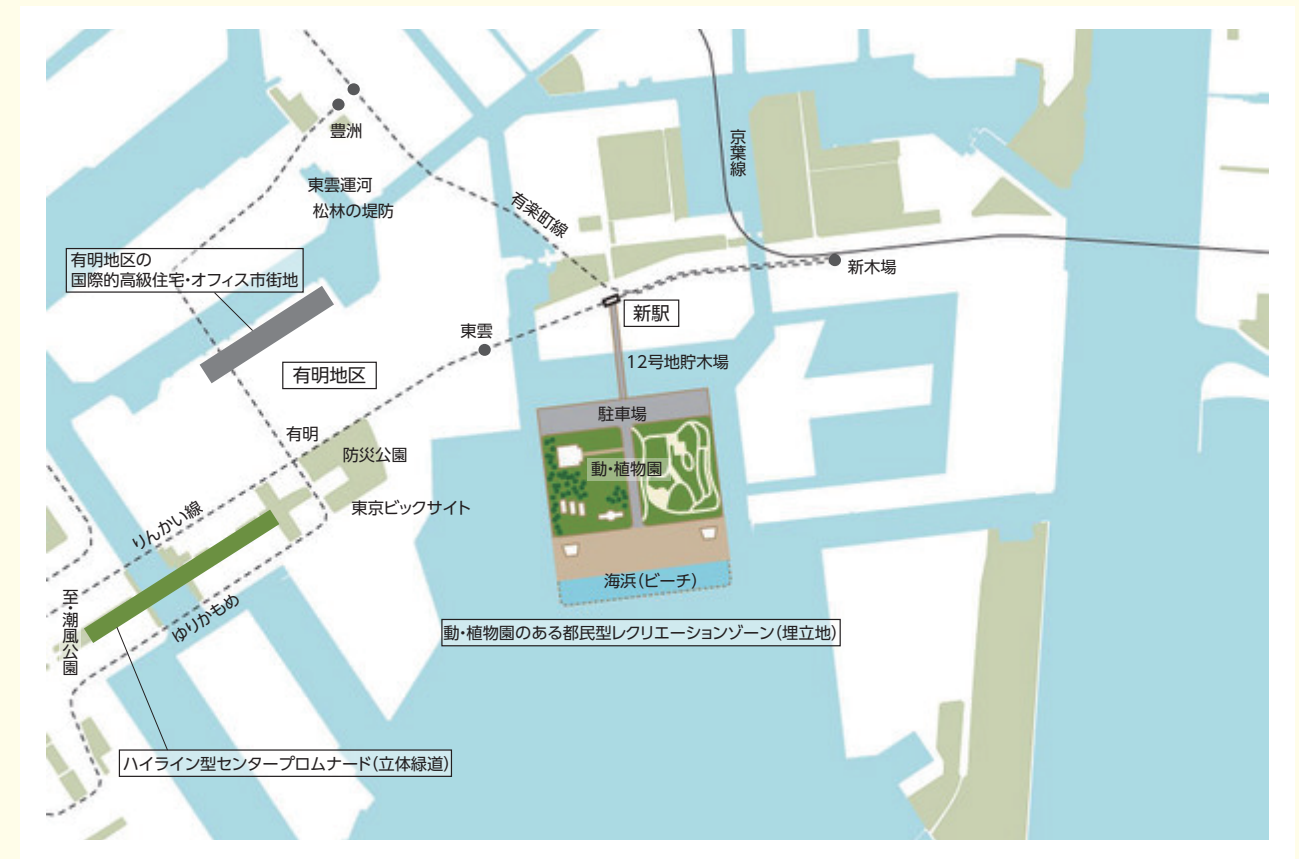 豊洲
京葉線
東雲運河
松林の堤防
有楽町線
有明地区の
国際的高級住宅・オフィス市街地
新木場
新駅
東雲
12号地貯木場
有明地区
駐車場
有明
防災公園
動・植物園
東京ビックサイト
りんかい線
海浜(ビーチ)
至・潮風公園
ゆりかもめ
動・植物園のある都民型レクリエーションゾーン(埋立地)
ハイライン型センタープロムナード(立体緑道)